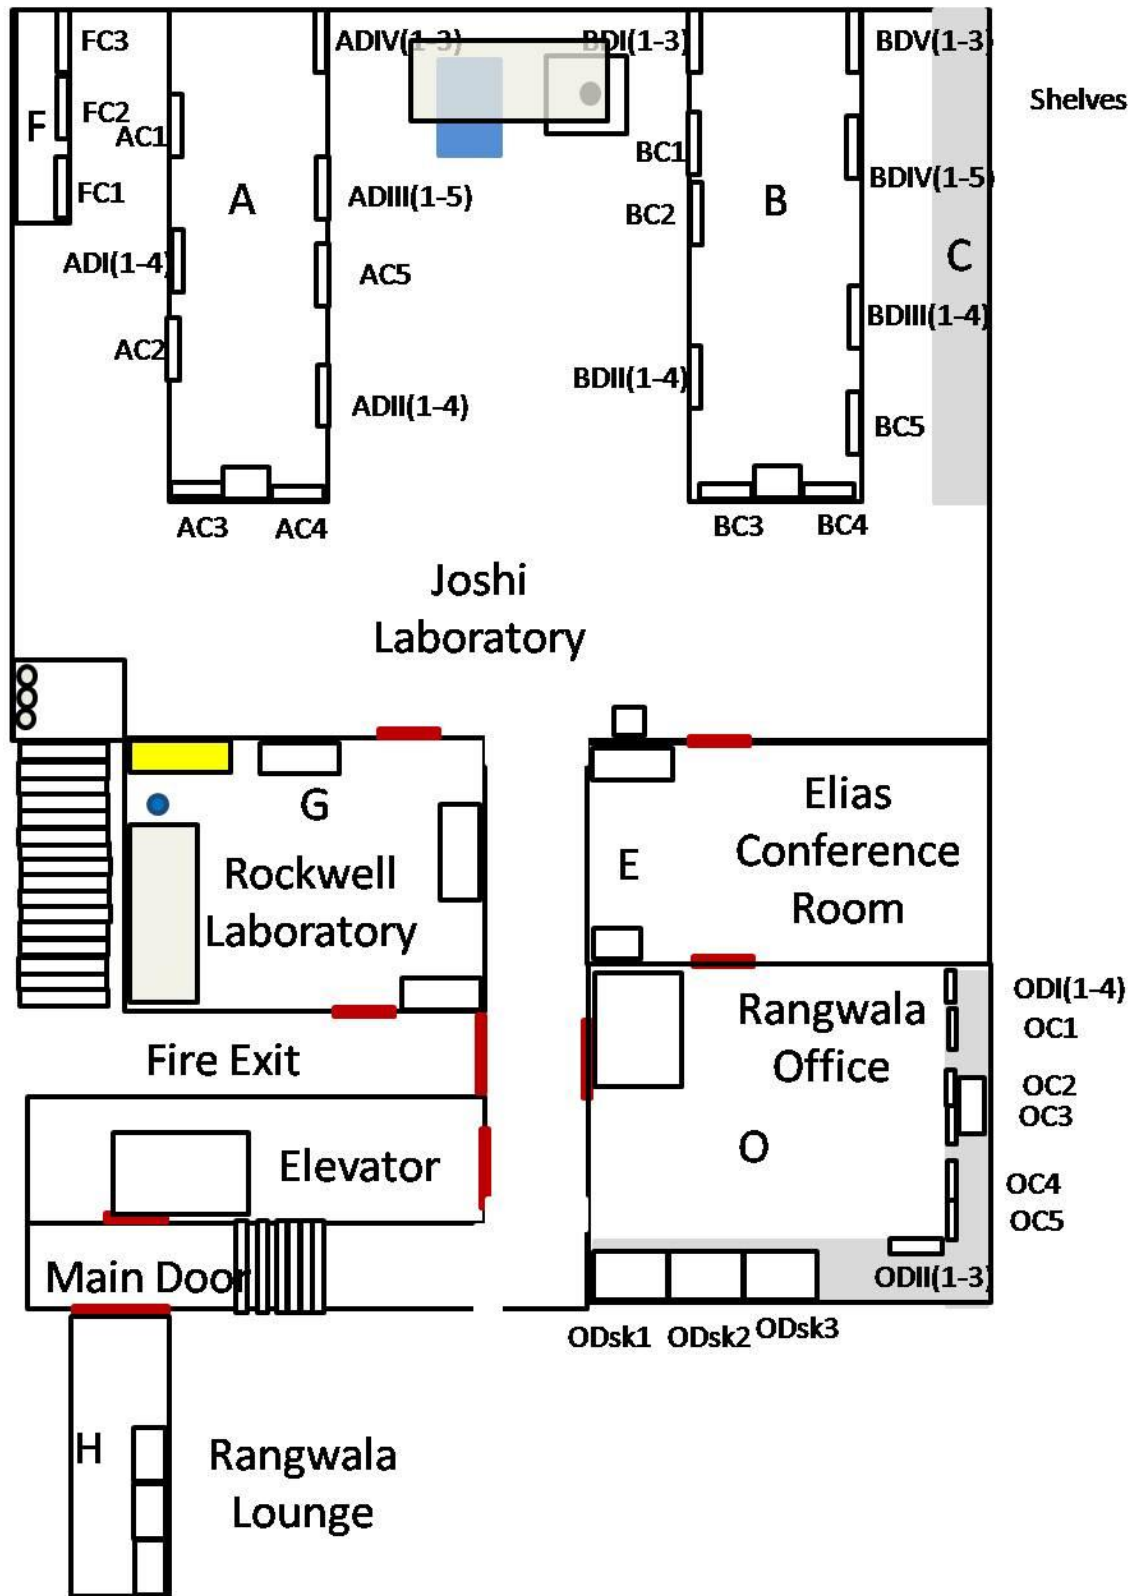 FC3
ADIV(1-3)
BDI(1-3)
BDV(1-3)
Shelves
F
FC2
AC1
BC1
BDIV(1-5)
FC1
A
ADIII(1-5)
BC2
B
C
ADI(1-4)
AC5
BDIII(1-4)
AC2
BDII(1-4)
ADII(1-4)
BC5
AC3
AC4
BC3
BC4
Joshi
Laboratory
G
Rockwell
Laboratory
E
Elias
Conference
Room
Rangwala
Office
ODI(1-4)
OC1
Fire Exit
OC2
OC3
O
Elevator
OC4
OC5
Main Door
ODII(1-3)
ODsk1
ODsk2
ODsk3
H
Rangwala
Lounge